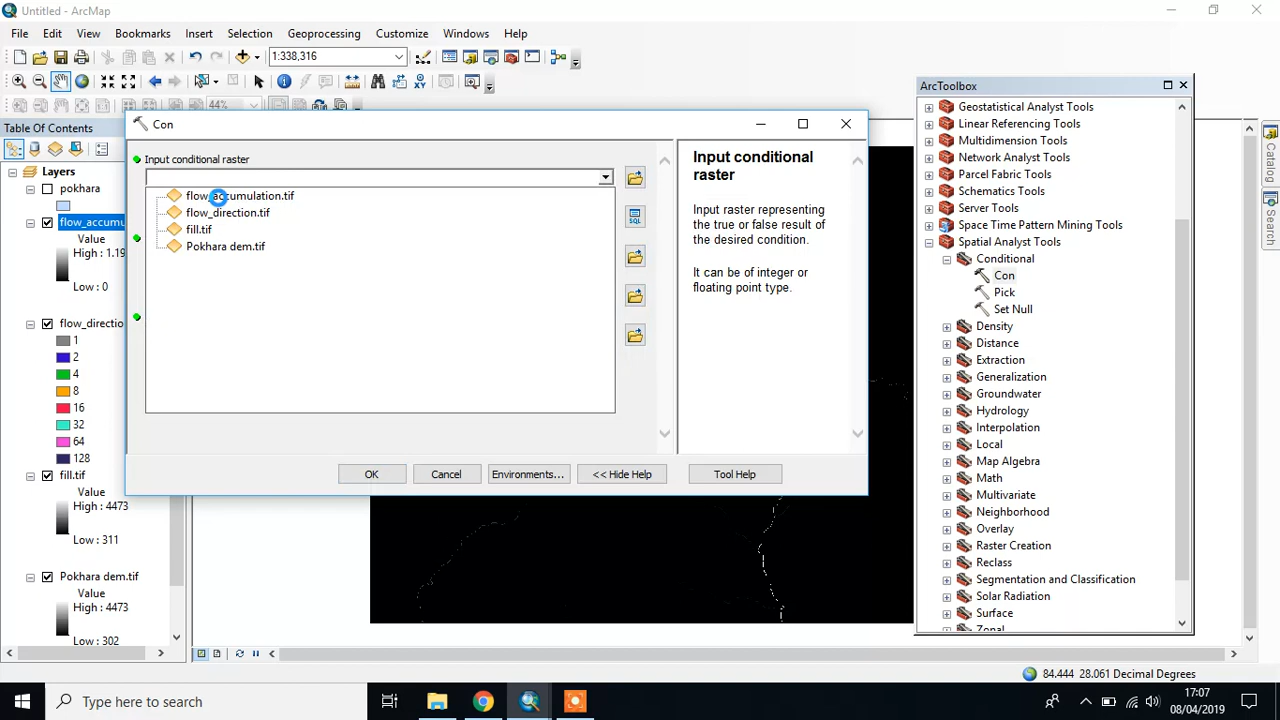 Untitled - ArcMap
File Edit View Bookmarks Insert Selection Geoprocessing Customize Windows Help
1:338,316
44%
Table Of Contents
Layers
pokhara
flow_accumu
Value
High : 1.19
Low : 0
flow_directio
1
2
4
8
16
32
64
128
fill.tif
Value
High : 4473
Low : 311
Pokhara dem.tif
Value
High : 4473
Low : 302
Con
Input conditional raster
flow_accumulation.tif
flow_direction.tif
fill.tif
Pokhara dem.tif
SQL
OK
Cancel
Environments...
<< Hide Help
Tool Help
Input conditional
raster
Input raster representing
the true or false result of
the desired condition.
It can be of integer or
floating point type.
ArcToolbox
Geostatistical Analyst Tools
Linear Referencing Tools
Multidimension Tools
Network Analyst Tools
Parcel Fabric Tools
Schematics Tools
Server Tools
Space Time Pattern Mining Tools
Spatial Analyst Tools
Conditional
Con
Pick
Set Null
Density
Distance
Extraction
Generalization
Groundwater
Hydrology
Interpolation
Local
Map Algebra
Math
Multivariate
Neighborhood
Overlay
Raster Creation
Reclass
Segmentation and Classification
Solar Radiation
Surface
Zonal
Catalog
Search
84.444 28.061 Decimal Degrees
Type here to search
17:07
08/04/2019